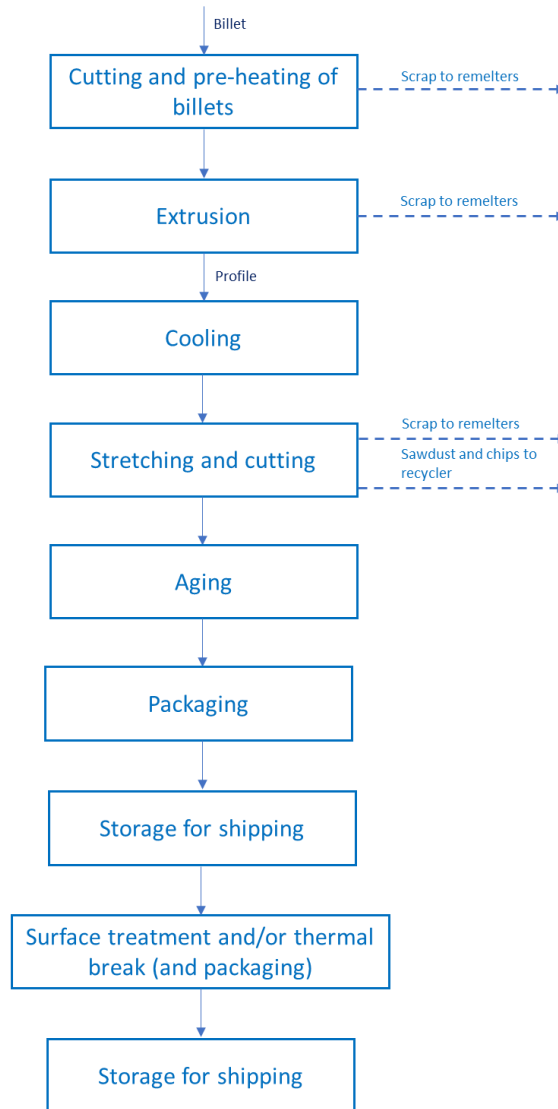 Billet
Cutting and pre-heating of
billets
Scrap to remelters
Extrusion
Scrap to remelters
Profile
Cooling
Stretching and cutting
Scrap to remelters
Sawdust and chips to
recycler
Aging
Packaging
Storage for shipping
Surface treatment and/or thermal
break (and packaging)
Storage for shipping